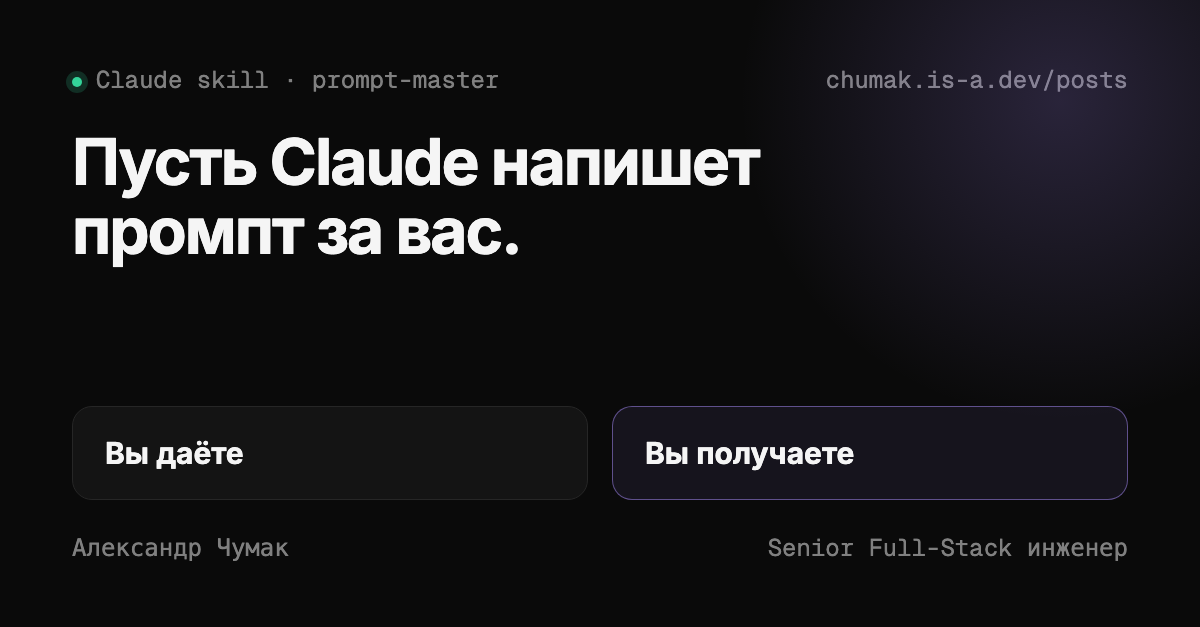 Claude skill · prompt-master
chumak.is-a.dev/posts
Пусть Claude напишет
промпт за вас.
Вы даёте
Вы получаете
Александр Чумак
Senior Full-Stack инженер